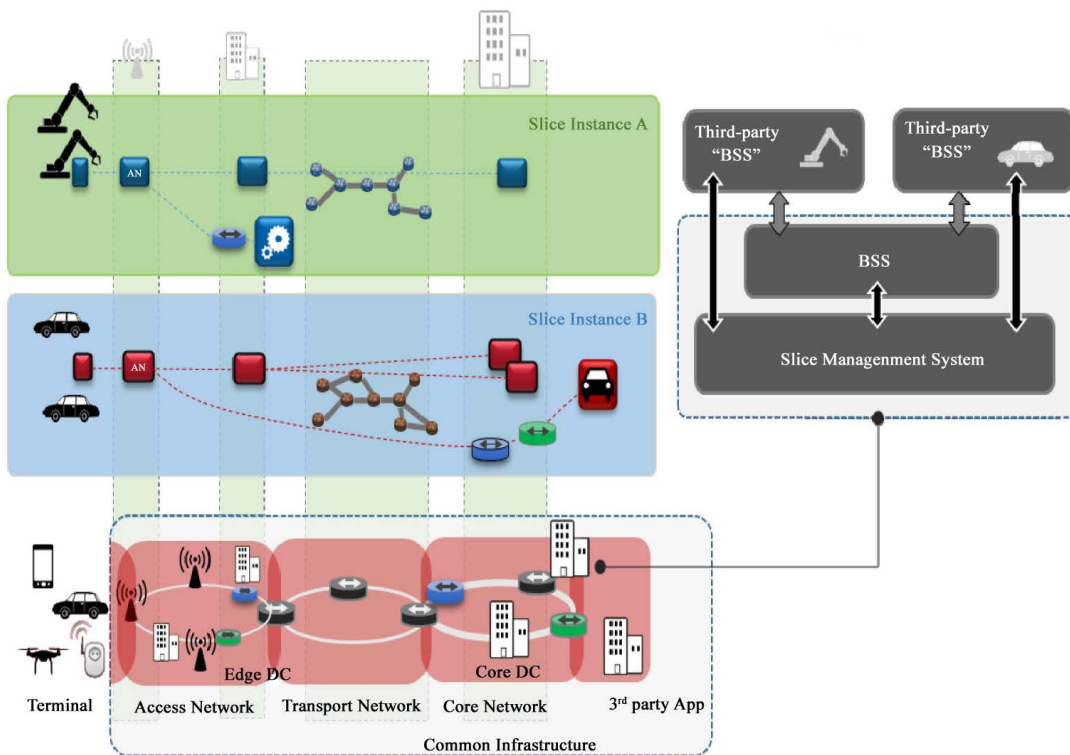 Slice Instance A
AN
Slice Instance B
AN
Third-party
“BSS”
Third-party
“BSS”
BSS
Slice Managenment System
Edge DC
Core DC
Terminal
Access Network
Transport Network
Core Network
3rd party App
Common Infrastructure